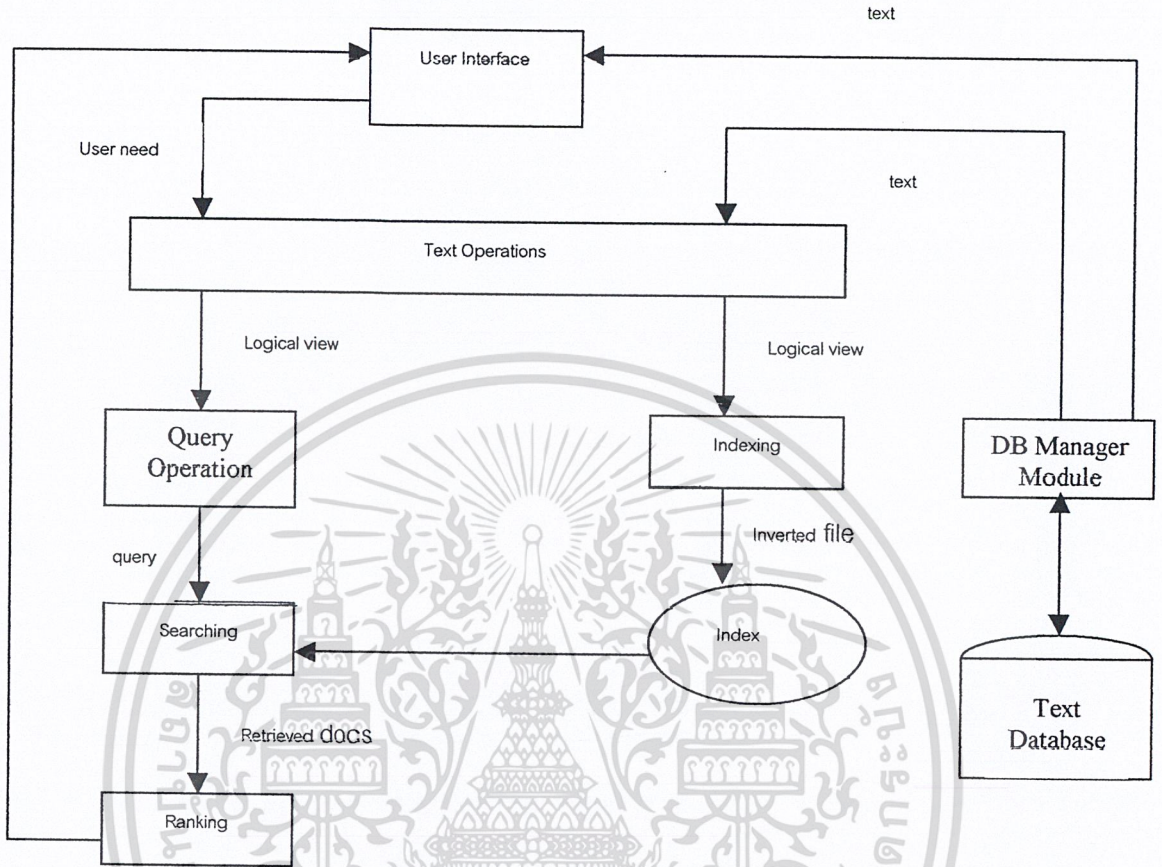 text
User Interface
User need
text
Text Operations
Logical view
Logical view
Query
Operation
Indexing
DB Manager
Module
query
Inverted file
Searching
Index
Retrieved docs
Text
Database
Ranking